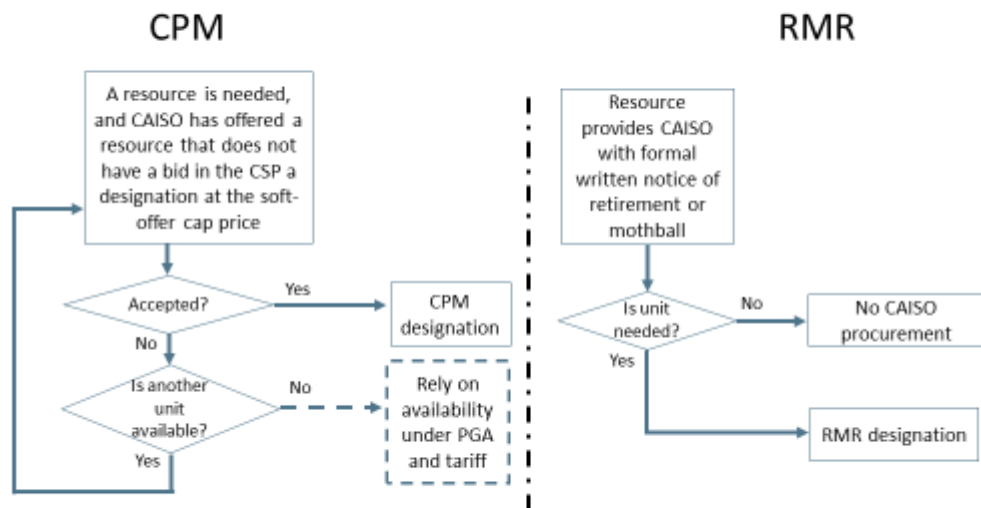 CPM
A resource is needed,
and CAISO has offered a
resource that does not
have a bid in the CSP a
designation at the soft-
offer cap price
Accepted?
Yes
CPM
designation
No
Is another
unit
available?
No
Rely on
availability
under PGA
and tariff
Yes
RMR
Resource
provides CAISO
with formal
written notice of
retirement or
mothball
Is unit
needed?
No
No CAISO
procurement
Yes
RMR designation